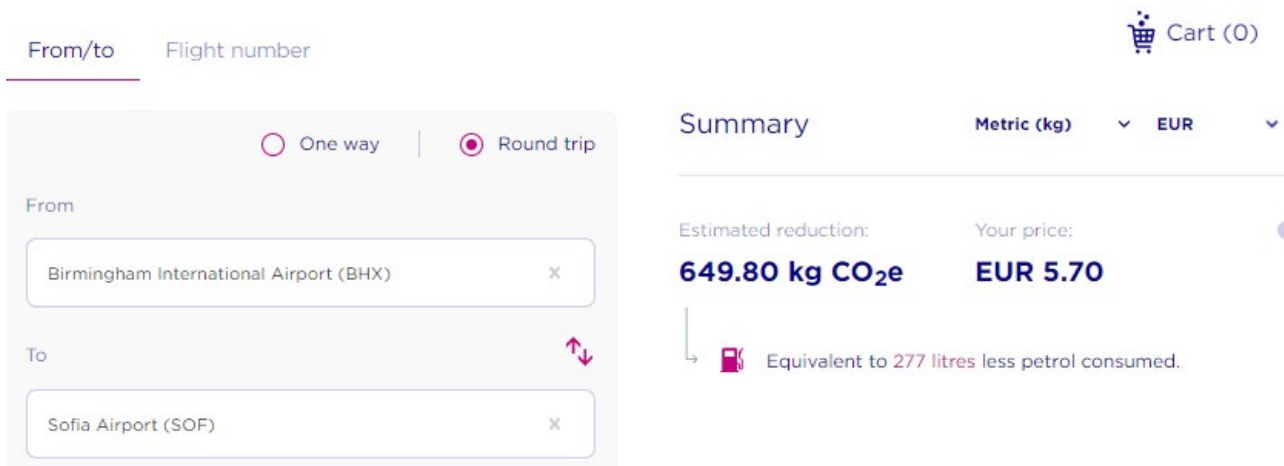 From/to Flight number
Cart (0)
One way Round trip
From
Birmingham International Airport (BHX) x
To
Sofia Airport (SOF) x
Summary Metric (kg) EUR
Estimated reduction: Your price:
649.80 kg CO₂e EUR 5.70
Equivalent to 277 litres less petrol consumed.